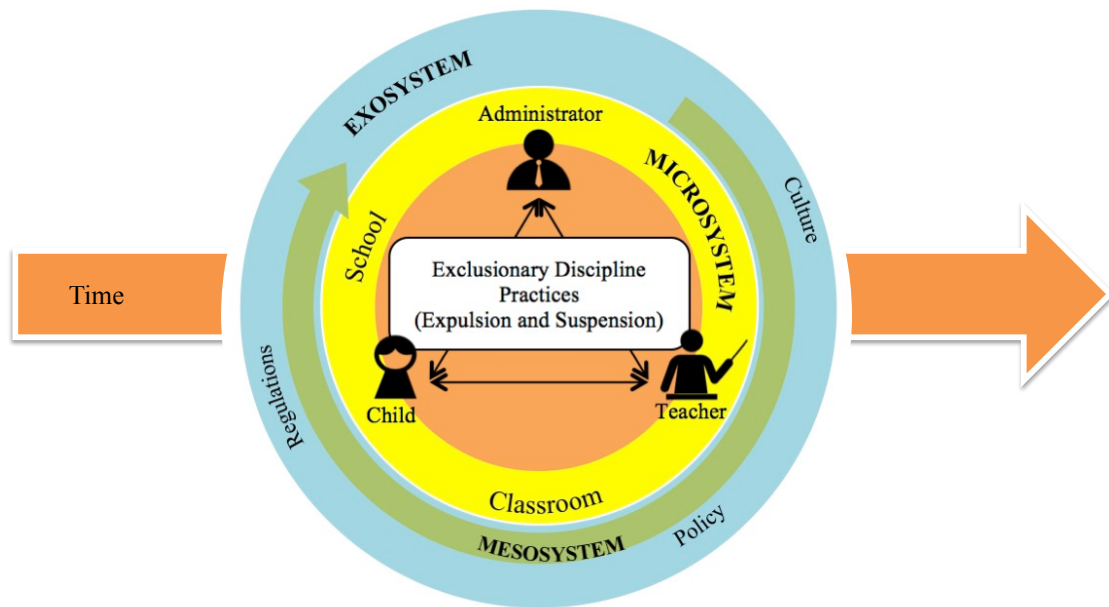 EXOSYSTEM
Administrator
MICROSYSTEM
Culture
School
Exclusionary Discipline
Practices
(Expulsion and Suspension)
Time
Regulations
Child
Teacher
Classroom
Policy
MESOSYSTEM